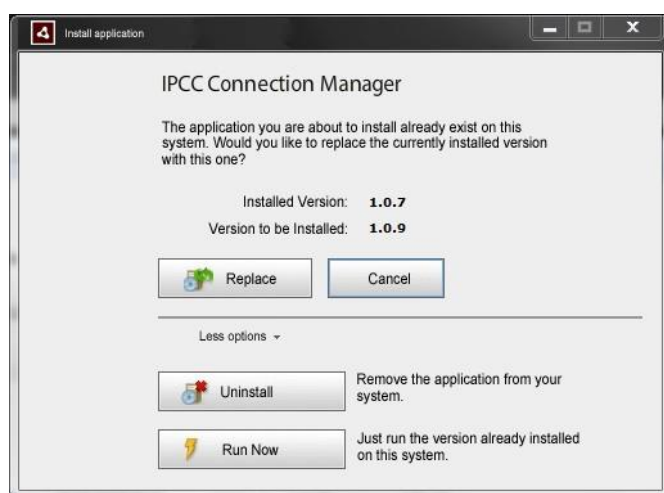 Install application
IPCC Connection Manager
The application you are about to install already exist on this
system. Would you like to replace the currently installed version
with this one?
Installed Version: 1.0.7
Version to be Installed: 1.0.9
Replace Cancel
Less options
Uninstall Remove the application from your
system.
Run Now Just run the version already installed
on this system.